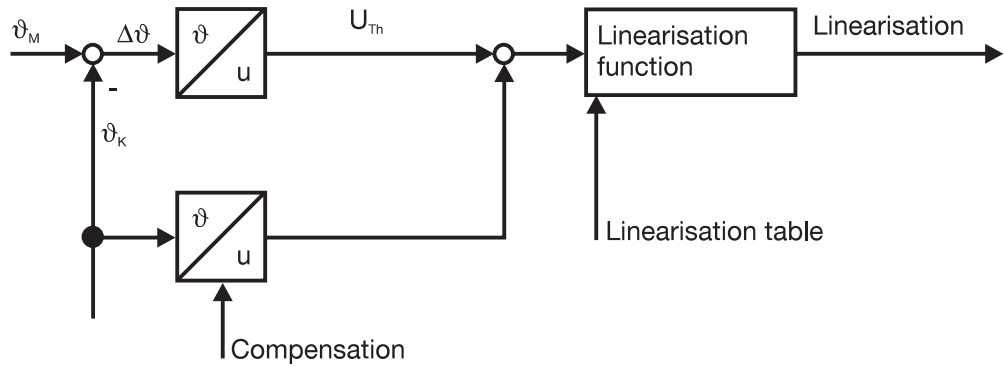 ϑM
Δϑ
ϑ
u
UTh
Linearisation
function
Linearisation
-
ϑK
ϑ
u
Linearisation table
Compensation